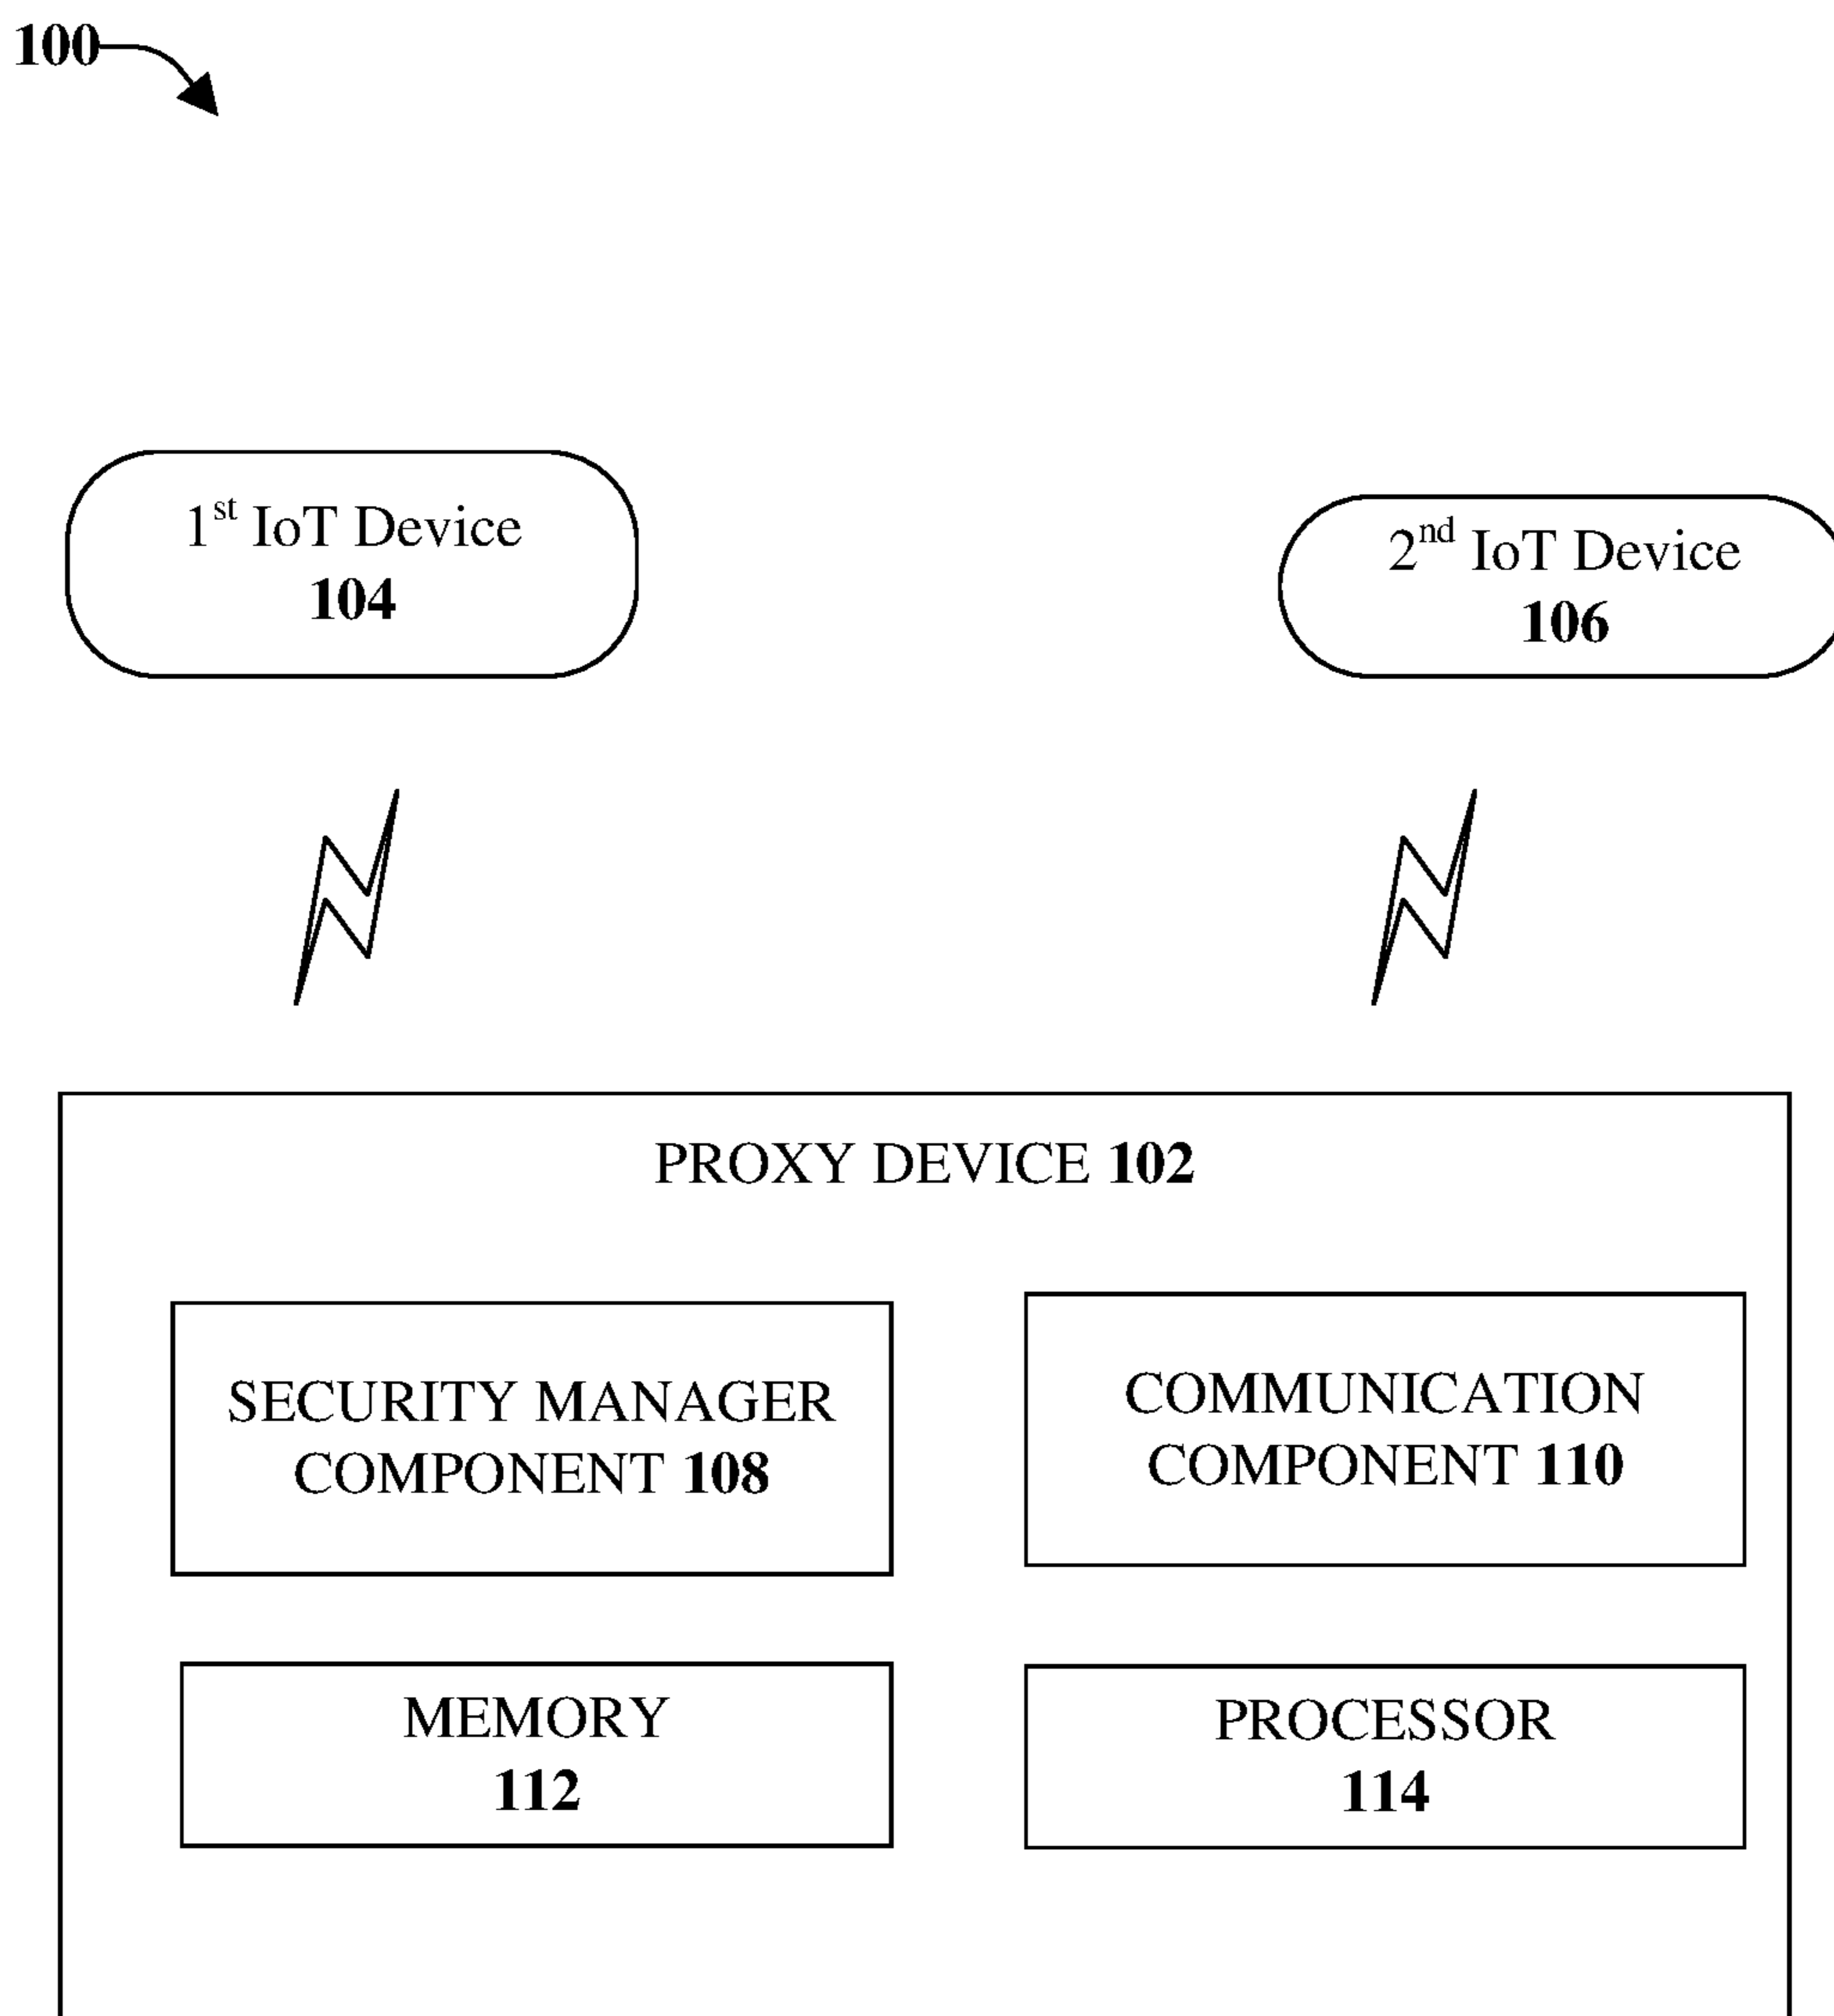 100
1st IoT Device
104
2nd IoT Device
106
PROXY DEVICE 102
SECURITY MANAGER
COMPONENT 108
COMMUNICATION
COMPONENT 110
MEMORY
112
PROCESSOR
114